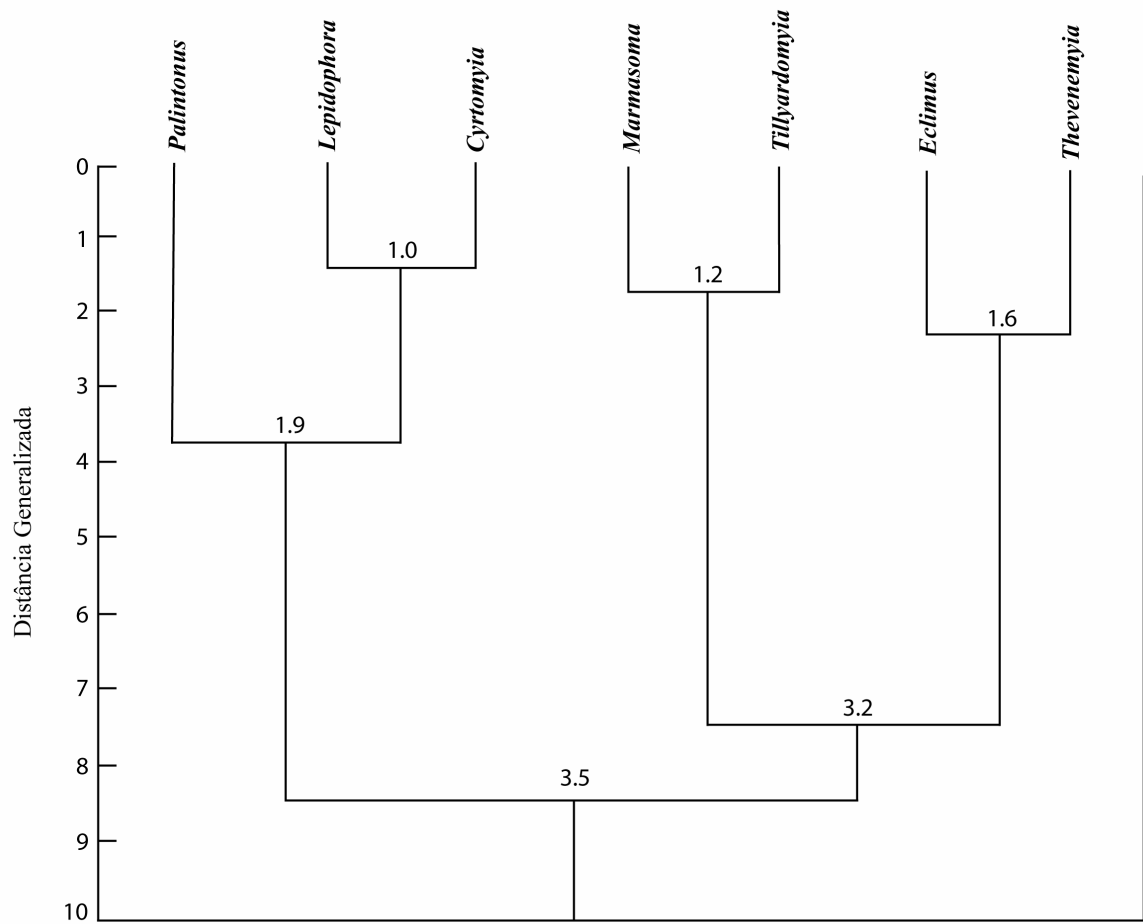 Palintonus
Lepidophora
Cyrtomyia
Marmasoma
Tillyardomyia
Eclimus
Thevenemyia
Distância Generalizada
0
1
2
3
4
5
6
7
8
9
10
1.0
1.2
1.6
1.9
3.2
3.5